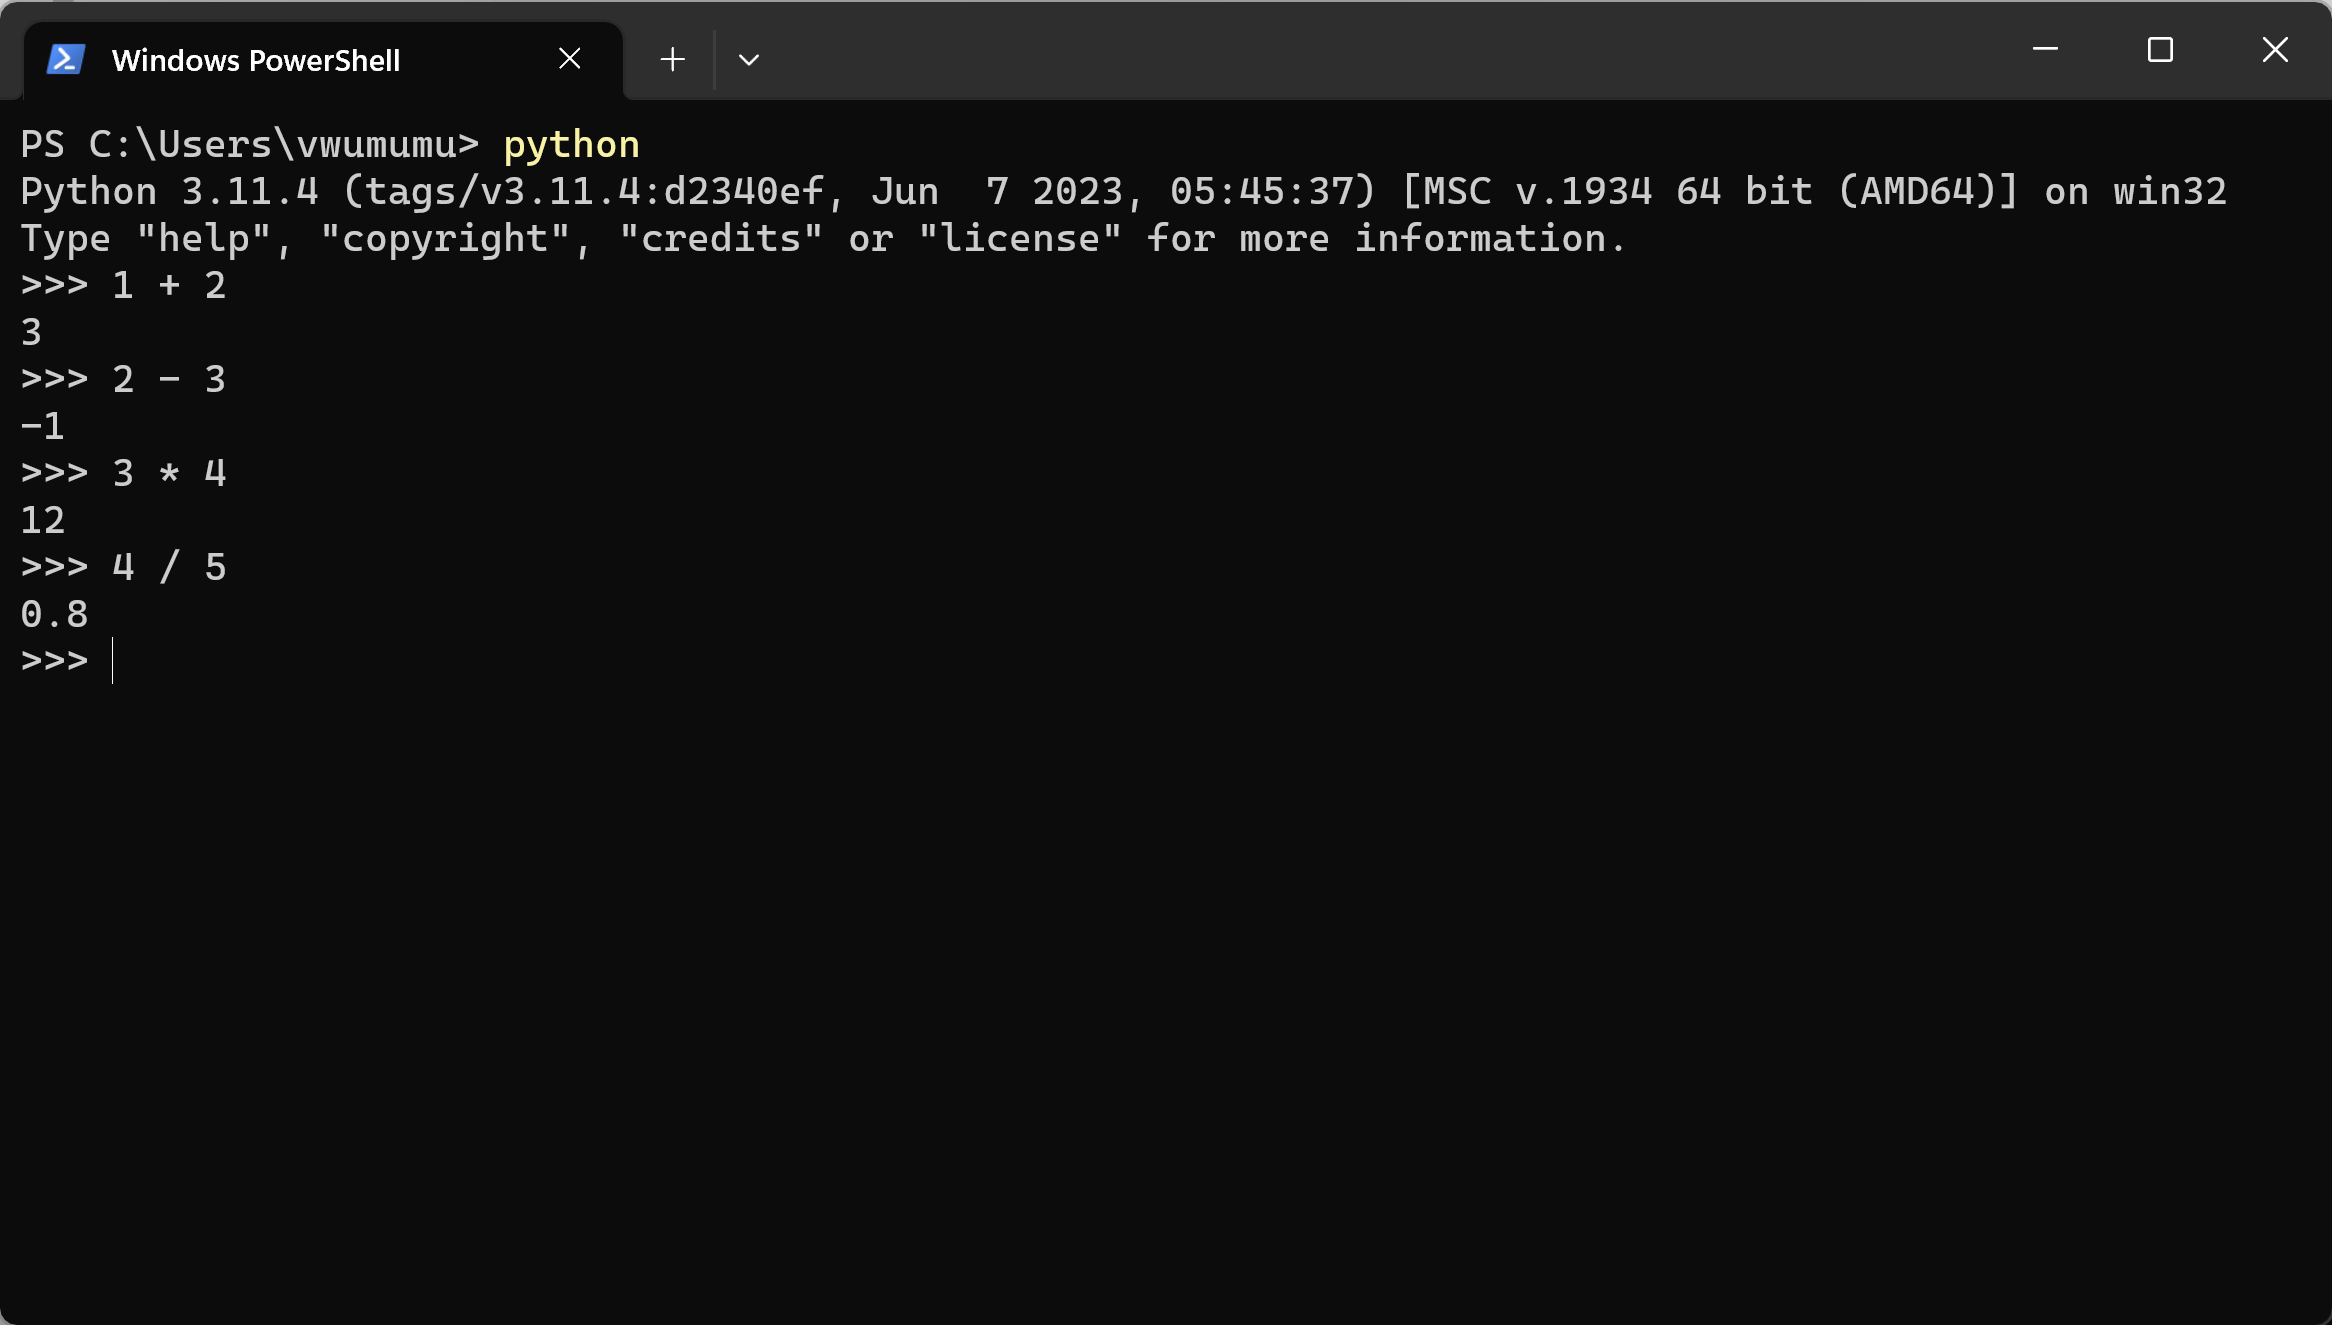 Windows PowerShell
PS C:\Users\vwumumu> python
Python 3.11.4 (tags/v3.11.4:d2340ef, Jun  7 2023, 05:45:37) [MSC v.1934 64 bit (AMD64)] on win32
Type "help", "copyright", "credits" or "license" for more information.
>>> 1 + 2
3
>>> 2 - 3
-1
>>> 3 * 4
12
>>> 4 / 5
0.8
>>>